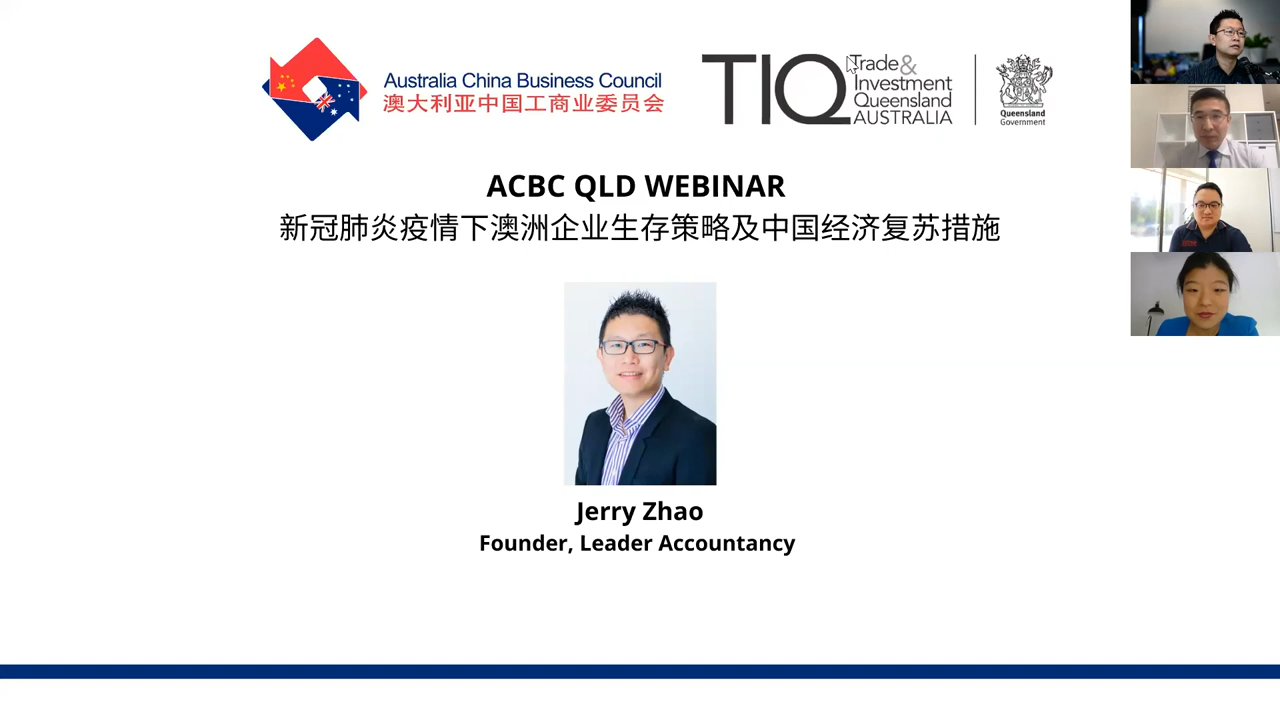 Australia China Business Council
澳大利亚中国工商业委员会
TIQ
Trade &
Investment
Queensland
AUSTRALIA
Queensland
Government
ACBC QLD WEBINAR
新冠肺炎疫情下澳洲企业生存策略及中国经济复苏措施
Jerry Zhao
Founder, Leader Accountancy